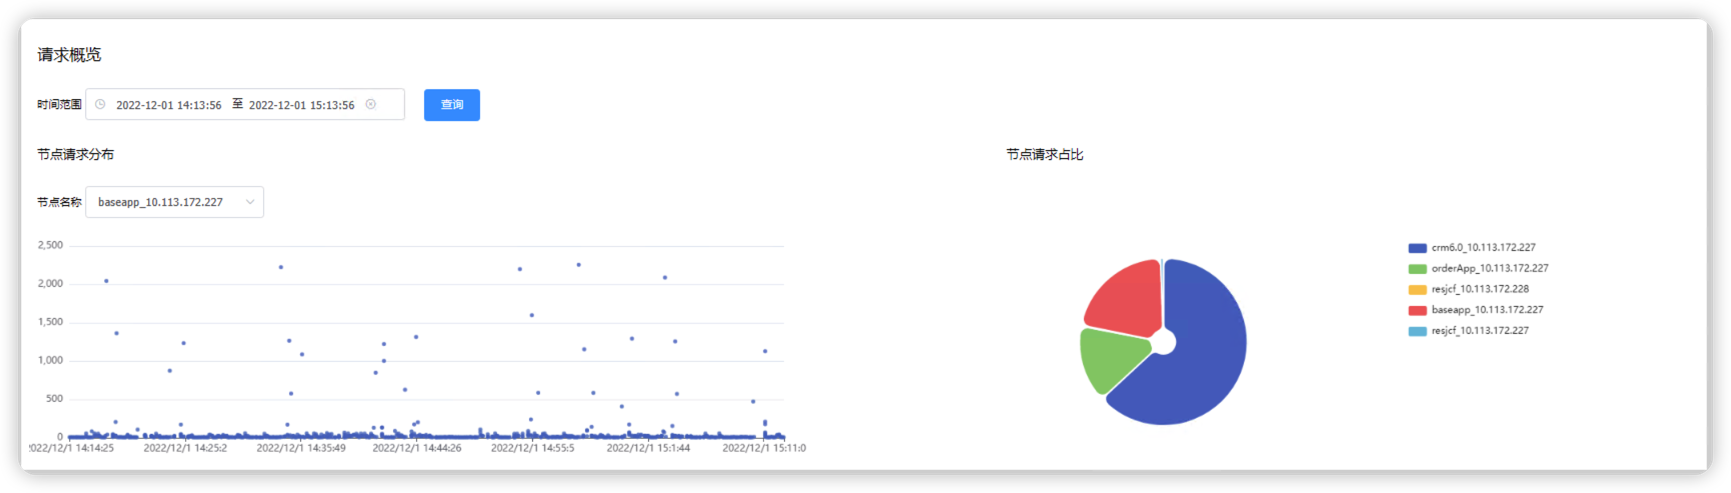 请求概览
时间范围 2022-12-01 14:13:56 至 2022-12-01 15:13:56 查询
节点请求分布
节点名称 baseapp_10.113.172.227
2,500
2,000
1,500
1,000
500
0
2022/12/1 14:14:25 2022/12/1 14:25:2 2022/12/1 14:35:49 2022/12/1 14:44:26 2022/12/1 14:55:5 2022/12/1 15:1:44 2022/12/1 15:11:0
节点请求占比
crm6.0_10.113.172.227
orderApp_10.113.172.227
resjcf_10.113.172.228
baseapp_10.113.172.227
resjcf_10.113.172.227